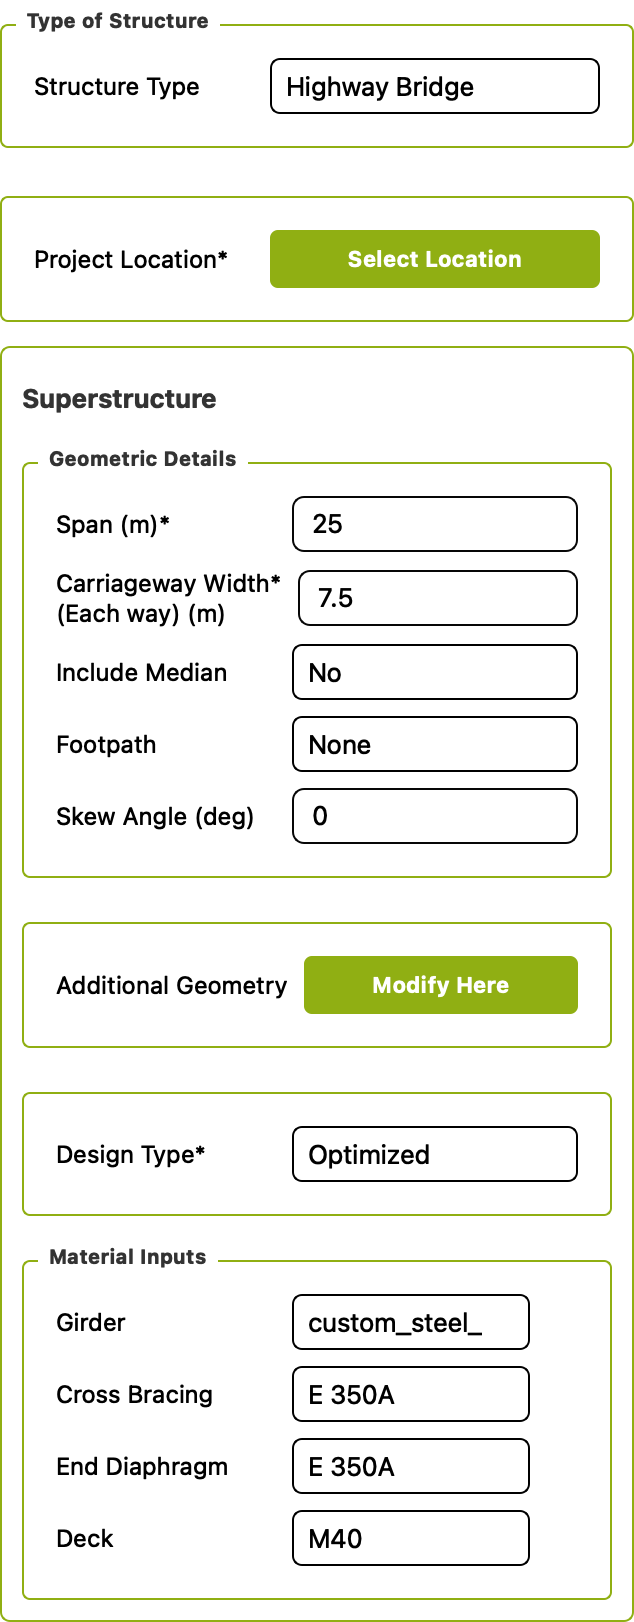 Type of Structure
Structure Type Highway Bridge
Project Location* Select Location
Superstructure
Geometric Details
Span (m)* 25
Carriageway Width*
(Each way) (m) 7.5
Include Median No
Footpath None
Skew Angle (deg) 0
Additional Geometry Modify Here
Design Type* Optimized
Material Inputs
Girder custom_steel_
Cross Bracing E 350A
End Diaphragm E 350A
Deck M40